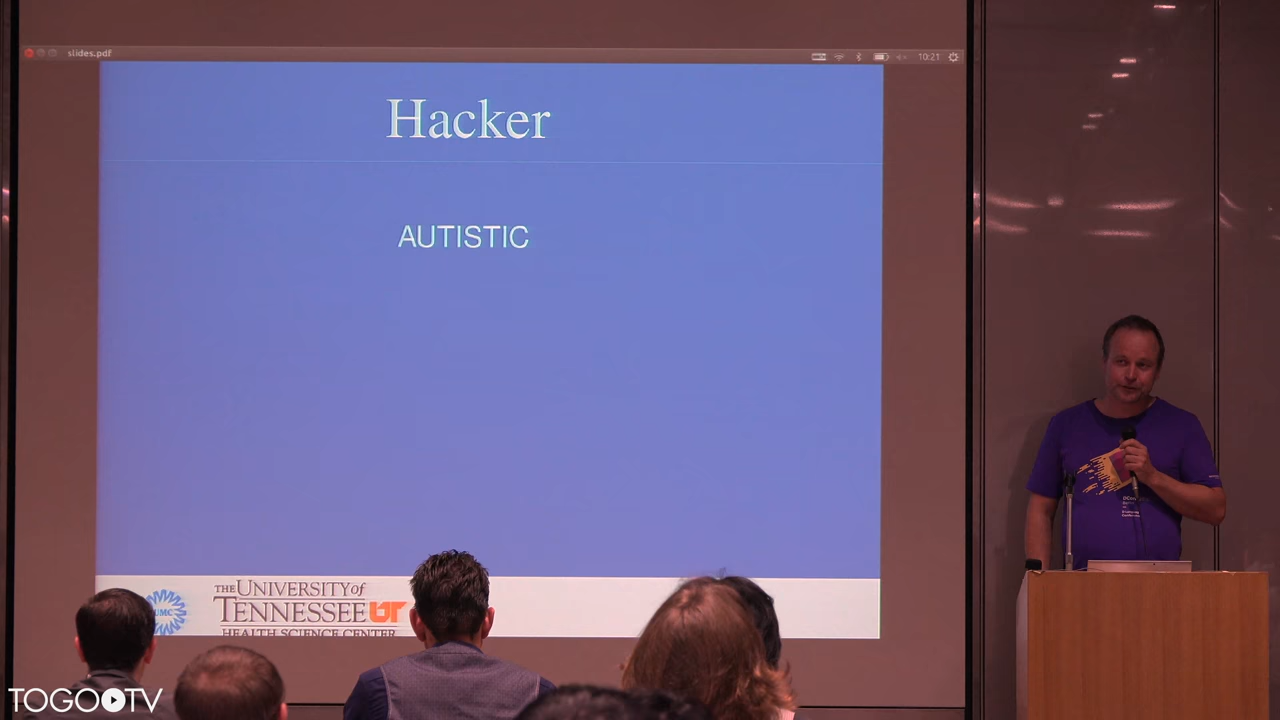 slides.pdf
10:21
Hacker
AUTISTIC
UMC
THE UNIVERSITY of
TENNESSEE UT
HEALTH SCIENCE CENTER
TOGOTV